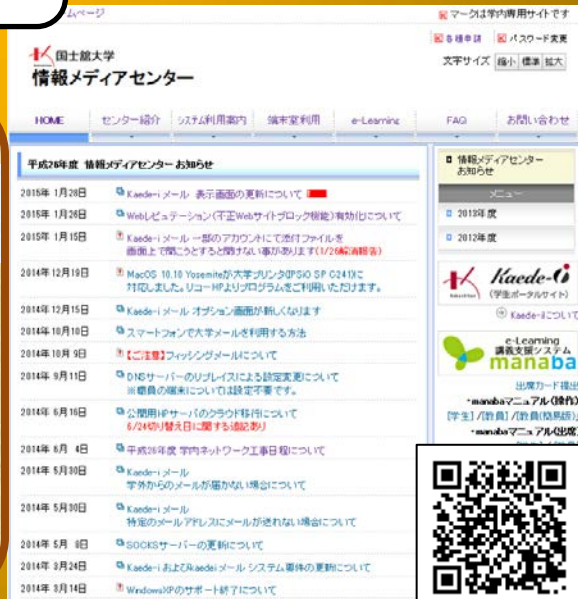 ムページ
マークは学内専用サイトです
各種申請 パスワード変更
国士舘大学
情報メディアセンター
文字サイズ 縮小 標準 拡大
HOME センター紹介 システム利用案内 端末室利用 e-Learning FAQ お問い合わせ
平成26年度 情報メディアセンター お知らせ
2015年 1月28日 Kaede-i メール 表示画面の更新について
2015年 1月26日 Webレピュテーション(不正Webサイトブロック機能)有効化について
2015年 1月15日 Kaede-i メール 一部のアカウントにて添付ファイルを
画面上で開こうとすると開けない事があります(1/26解消報告)
2014年12月19日 MacOS 10.10 Yosemiteが大学プリンタ(IPSiO SP C241)に
対応しました。リコーHPよりプログラムをご利用いただけます。
2014年12月15日 Kaede-i メール オプション画面が新しくなります
2014年10月10日 スマートフォンで大学メールを利用する方法
2014年10月 9日 【ご注意】フィッシングメールについて
2014年 9月11日 DNSサーバーのリプレイスによる設定変更について
※職員の端末については設定不要です。
2014年 6月16日 公開用HPサーバのクラウド移行について
6/24切り替え日に関する追記あり
2014年 6月 4日 平成26年度 学内ネットワーク工事日程について
2014年 5月30日 Kaede-i メール
学外からのメールが届かない場合について
2014年 5月30日 Kaede-i メール
特定のメールアドレスにメールが送れない場合について
2014年 5月 8日 SOCKSサーバーの更新について
2014年 3月24日 Kaede-i およびkaedei メール システム要件の更新について
2014年 3月14日 WindowsXPのサポート終了について
情報メディアセンター
お知らせ
メニュー
2013年度
2012年度
Kaede-i
(学生ポータルサイト)
Kaede-iについて
e-Learning
講義支援システム
manaba
出席カード提出
・manabaマニュアル(操作)
[学生]/[教員]/[教員(簡易版)]
・manabaマニュアル(出席)